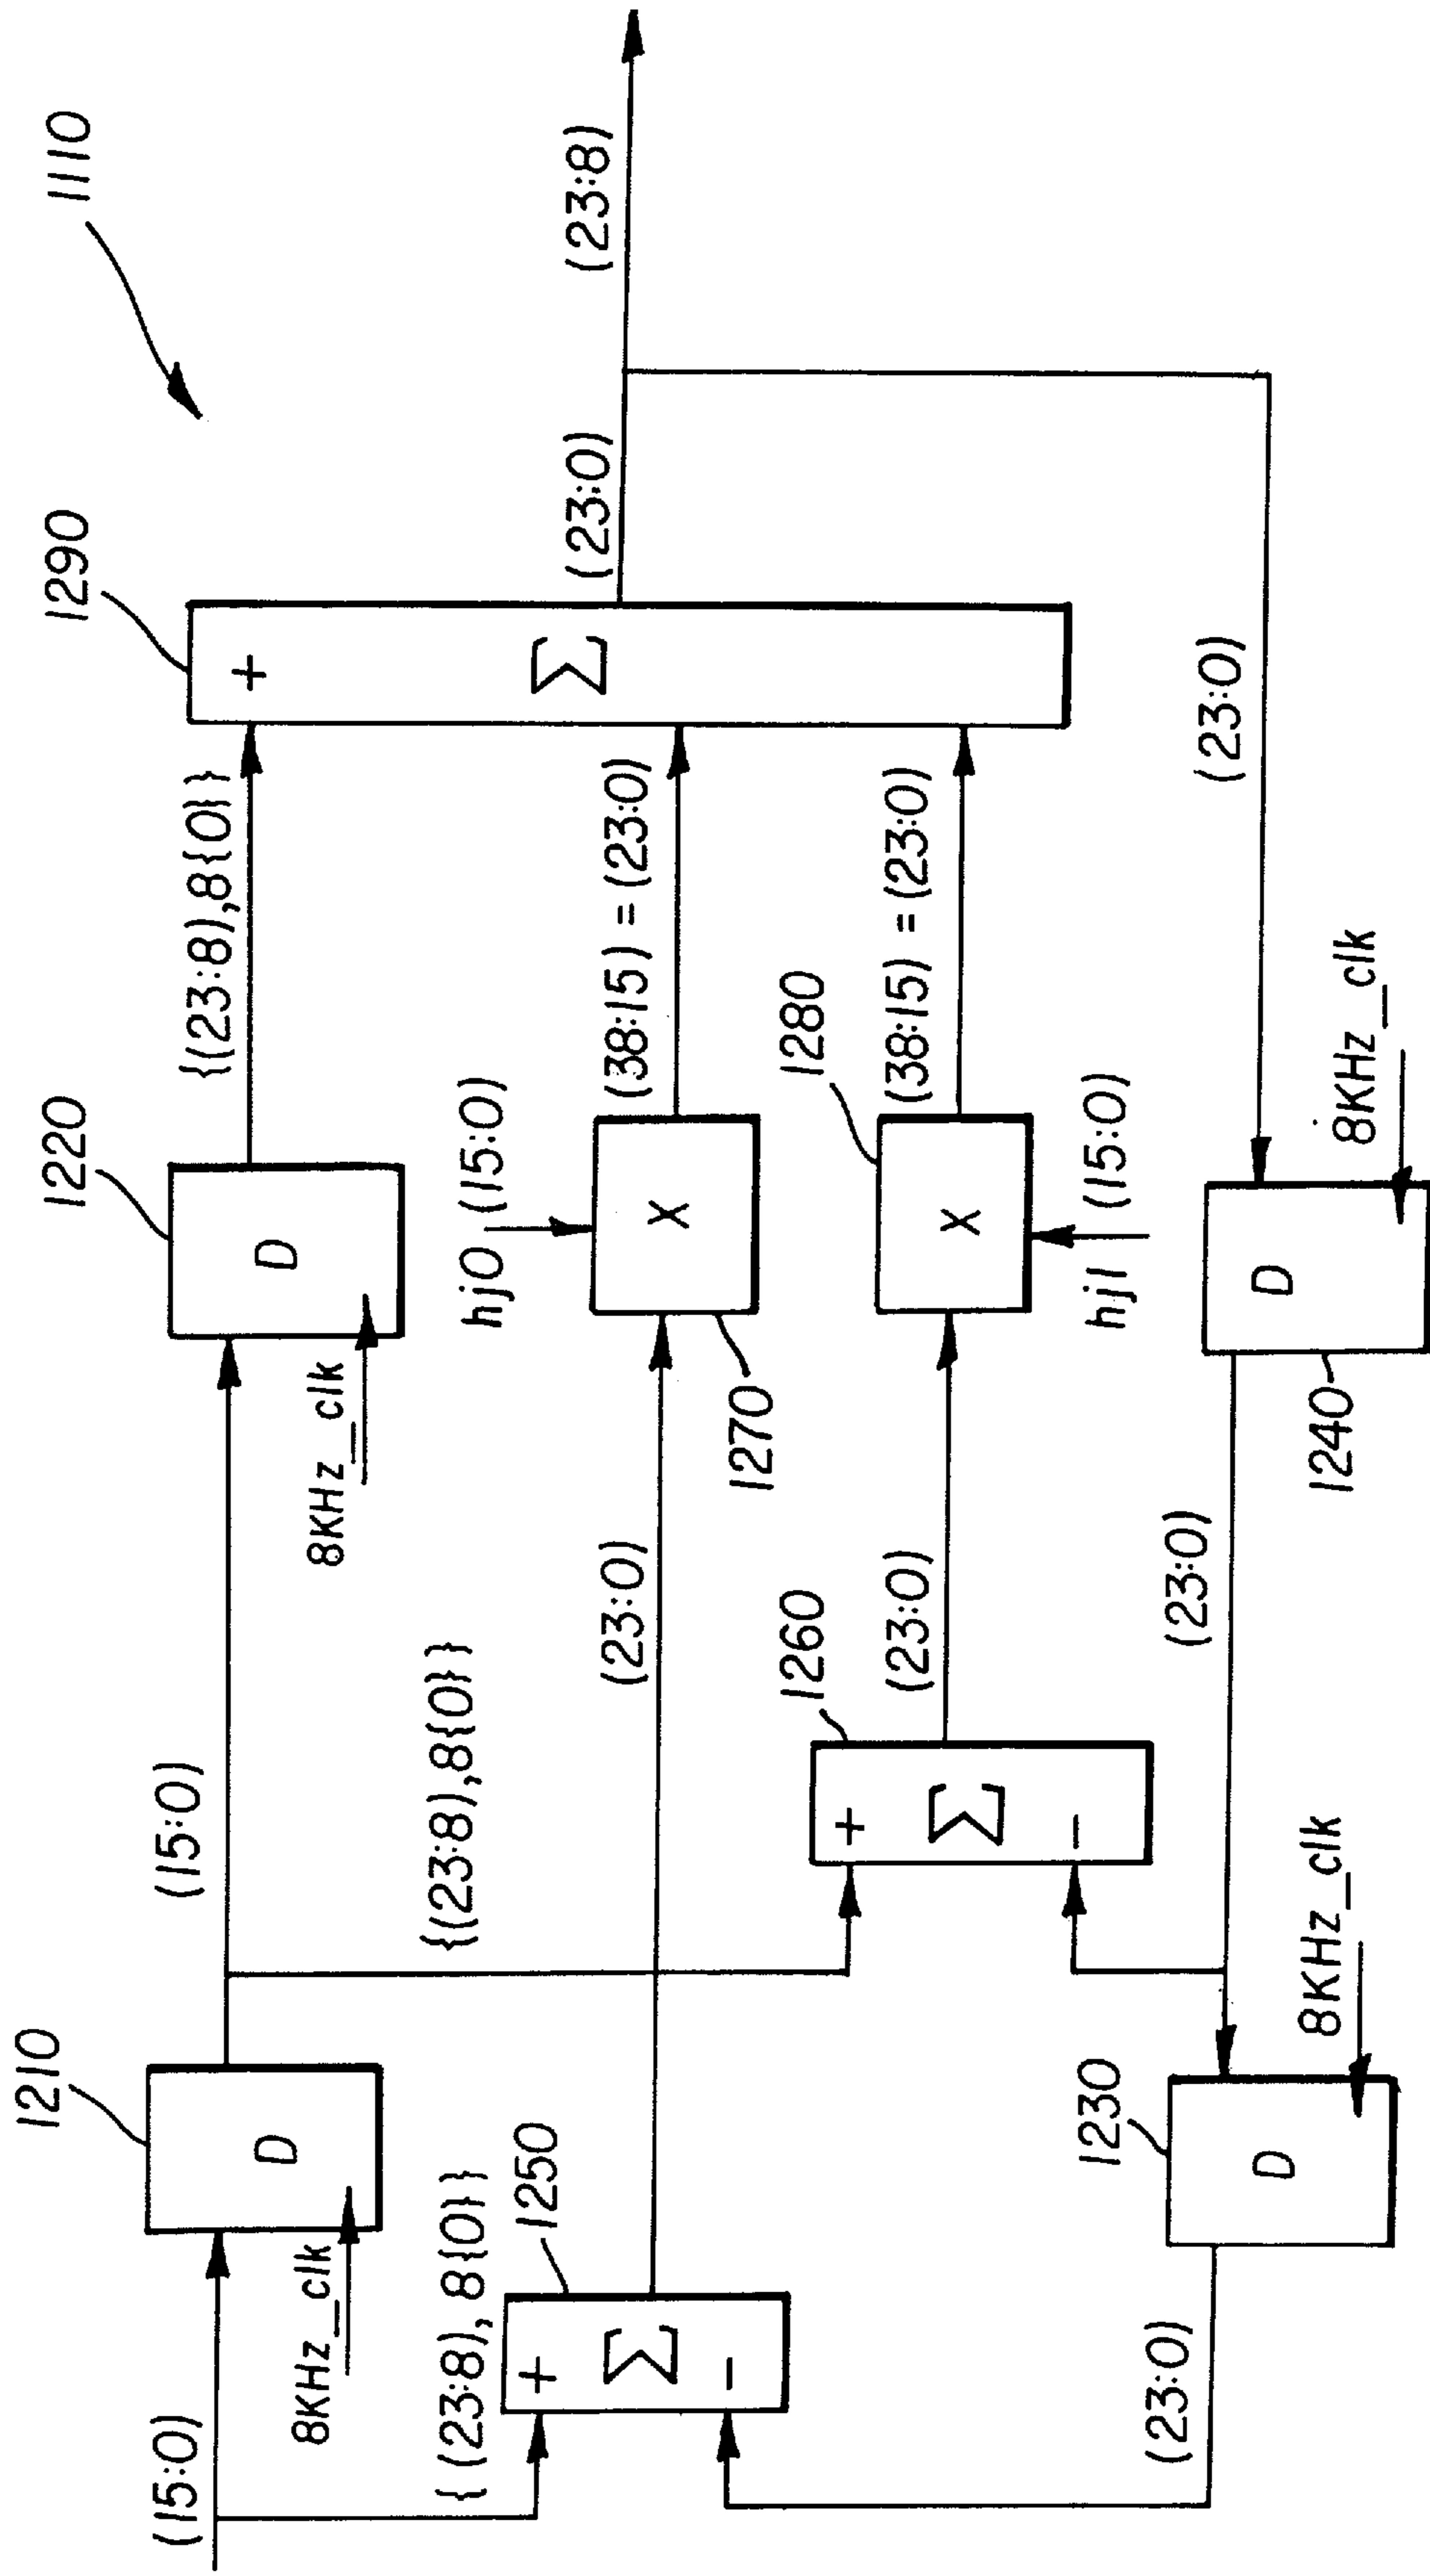 1110
1210
1220
1290
(15:0)
(15:0)
{(23:8),8{0}}
D
8KHz_clk
D
8KHz_clk
+
Σ
(23:0)
(23:8)
{(23:8), 8{0}}
1250
+
Σ
−
{(23:8),8{0}}
(23:0)
hj0 (15:0)
X
1270
(38:15) = (23:0)
1260
+
Σ
−
(23:0)
1280
X
hj1 (15:0)
(38:15) = (23:0)
(23:0)
1230
D
8KHz_clk
(23:0)
1240
D
8KHz_clk
(23:0)